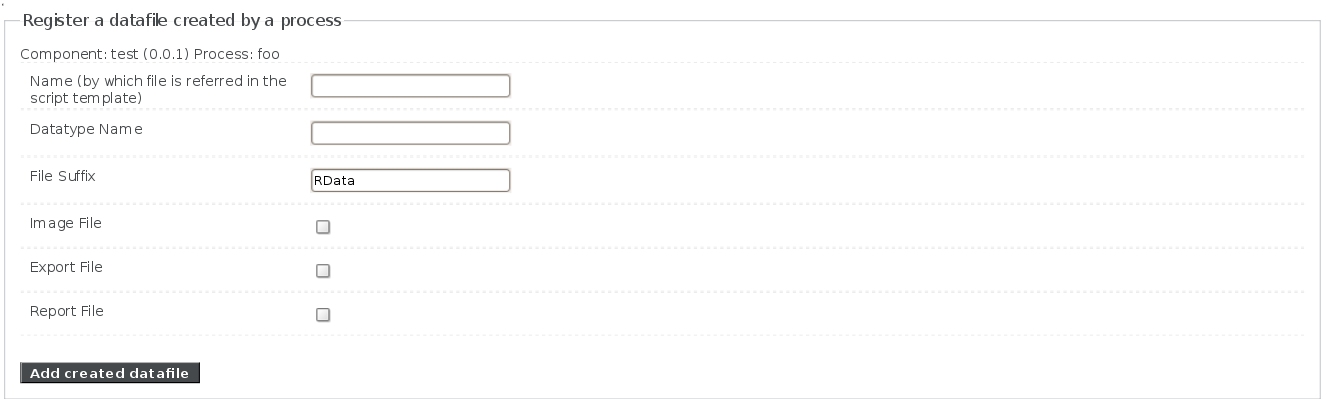 Register a datafile created by a process
Component: test (0.0.1) Process: foo
Name (by which file is referred in the
script template)
Datatype Name
File Suffix
RData
Image File
Export File
Report File
Add created datafile